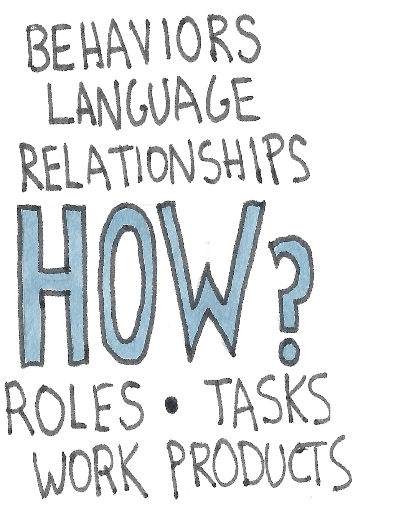 BEHAVIORS
LANGUAGE
RELATIONSHIPS
HOW?
ROLES • TASKS
WORK PRODUCTS